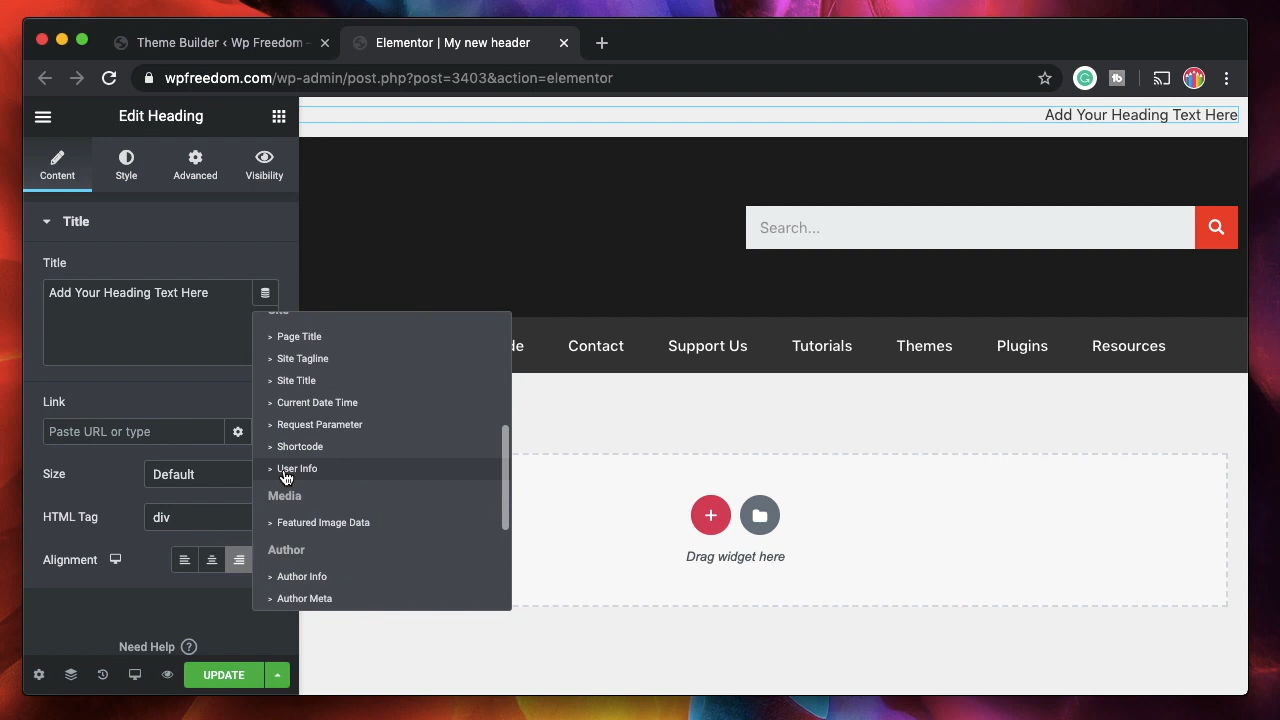 Theme Builder ‹ Wp Freedom -
Elementor | My new header
wpfreedom.com/wp-admin/post.php?post=3403&action=elementor
Edit Heading
Add Your Heading Text Here
Content
Style
Advanced
Visibility
Title
Search...
Title
Add Your Heading Text Here
Site
> Page Title
> Site Tagline
> Site Title
> Current Date Time
> Request Parameter
> Shortcode
> User Info
Media
> Featured Image Data
Author
> Author Info
> Author Meta
de
Contact
Support Us
Tutorials
Themes
Plugins
Resources
Link
Paste URL or type
Size
Default
HTML Tag
div
Alignment
Drag widget here
Need Help ?
UPDATE